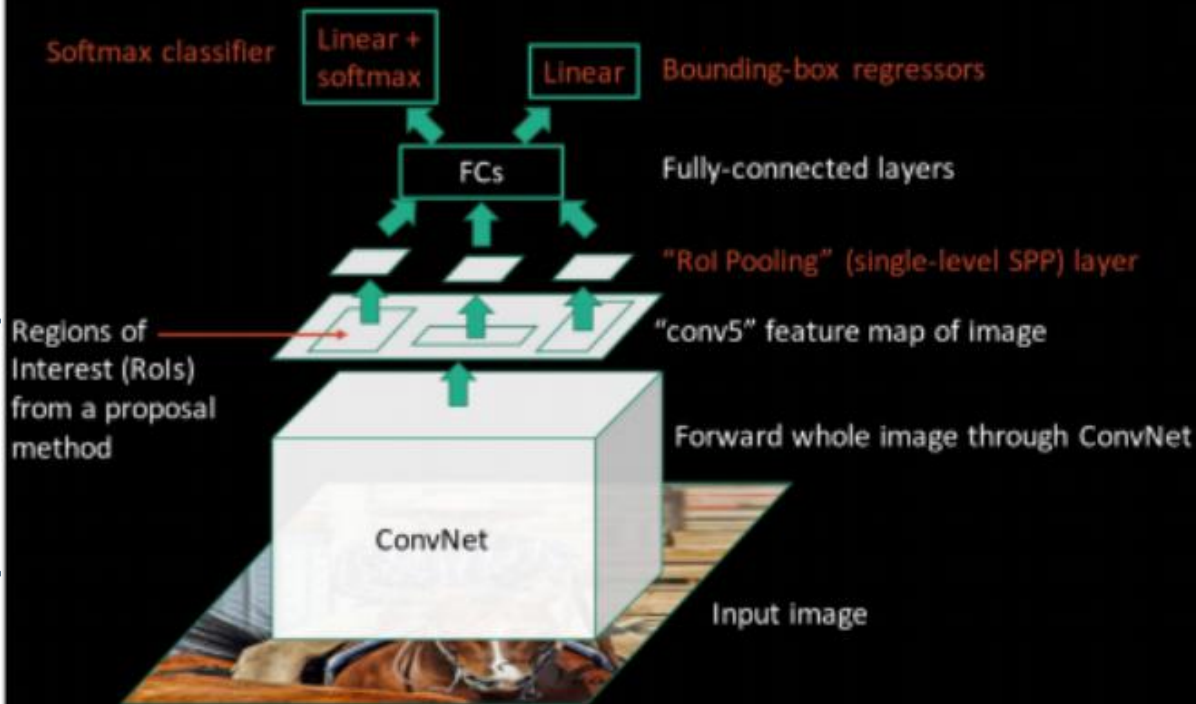 Softmax classifier
Linear +
softmax
Linear
Bounding-box regressors
FCs
Fully-connected layers
“RoI Pooling” (single-level SPP) layer
Regions of
Interest (RoIs)
from a proposal
method
“conv5” feature map of image
Forward whole image through ConvNet
ConvNet
Input image